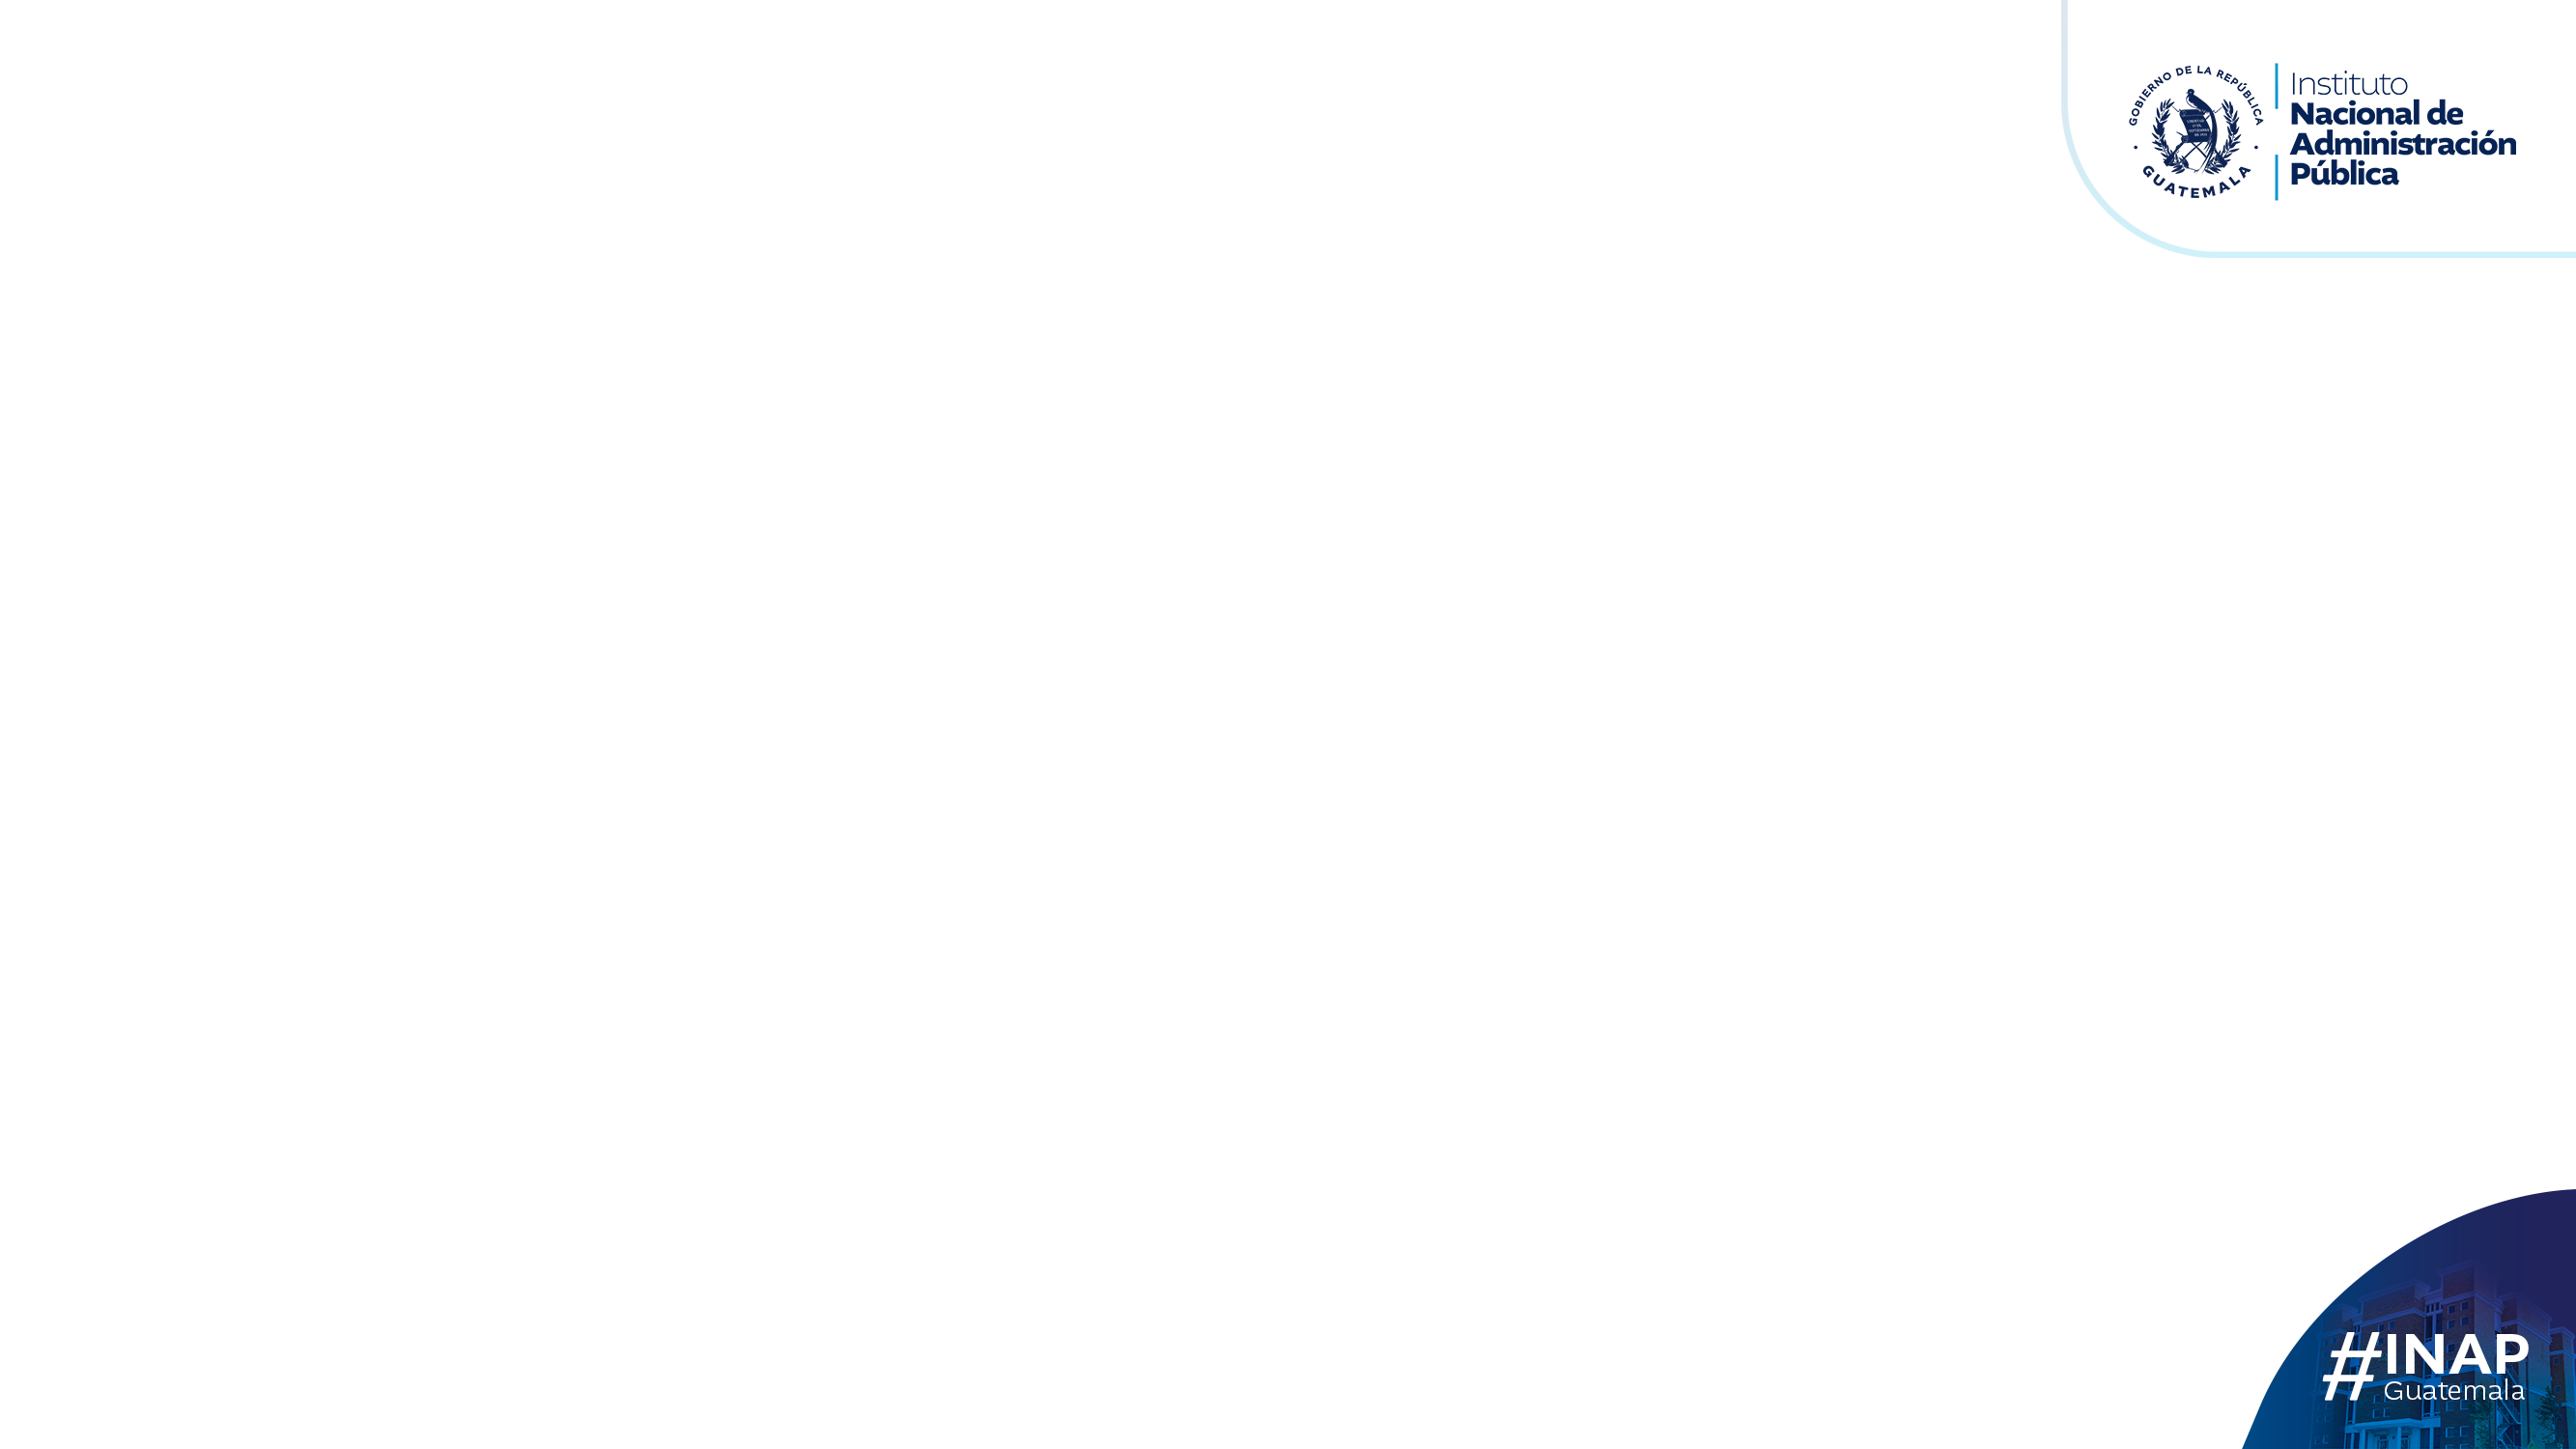 GOBIERNO DE LA REPÚBLICA
GUATEMALA
Instituto
Nacional de
Administración
Pública
#INAP
Guatemala